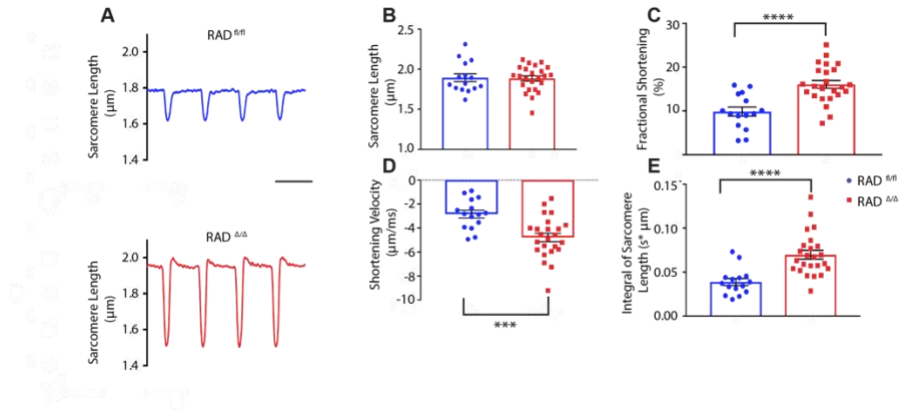 A
RAD fl/fl
Sarcomere Length
(μm)
2.0
1.8
1.6
1.4
RAD Δ/Δ
Sarcomere Length
(μm)
2.0
1.8
1.6
1.4
B
Sarcomere Length
(μm)
2.5
2.0
1.5
1.0
C
Fractional Shortening
(%)
30
20
10
****
D
Shortening Velocity
(μm/ms)
0
-2
-4
-6
-8
-10
***
E
Integral of Sarcomere
Length (s* μm)
0.15
0.10
0.05
0.00
****
RAD fl/fl
RAD Δ/Δ